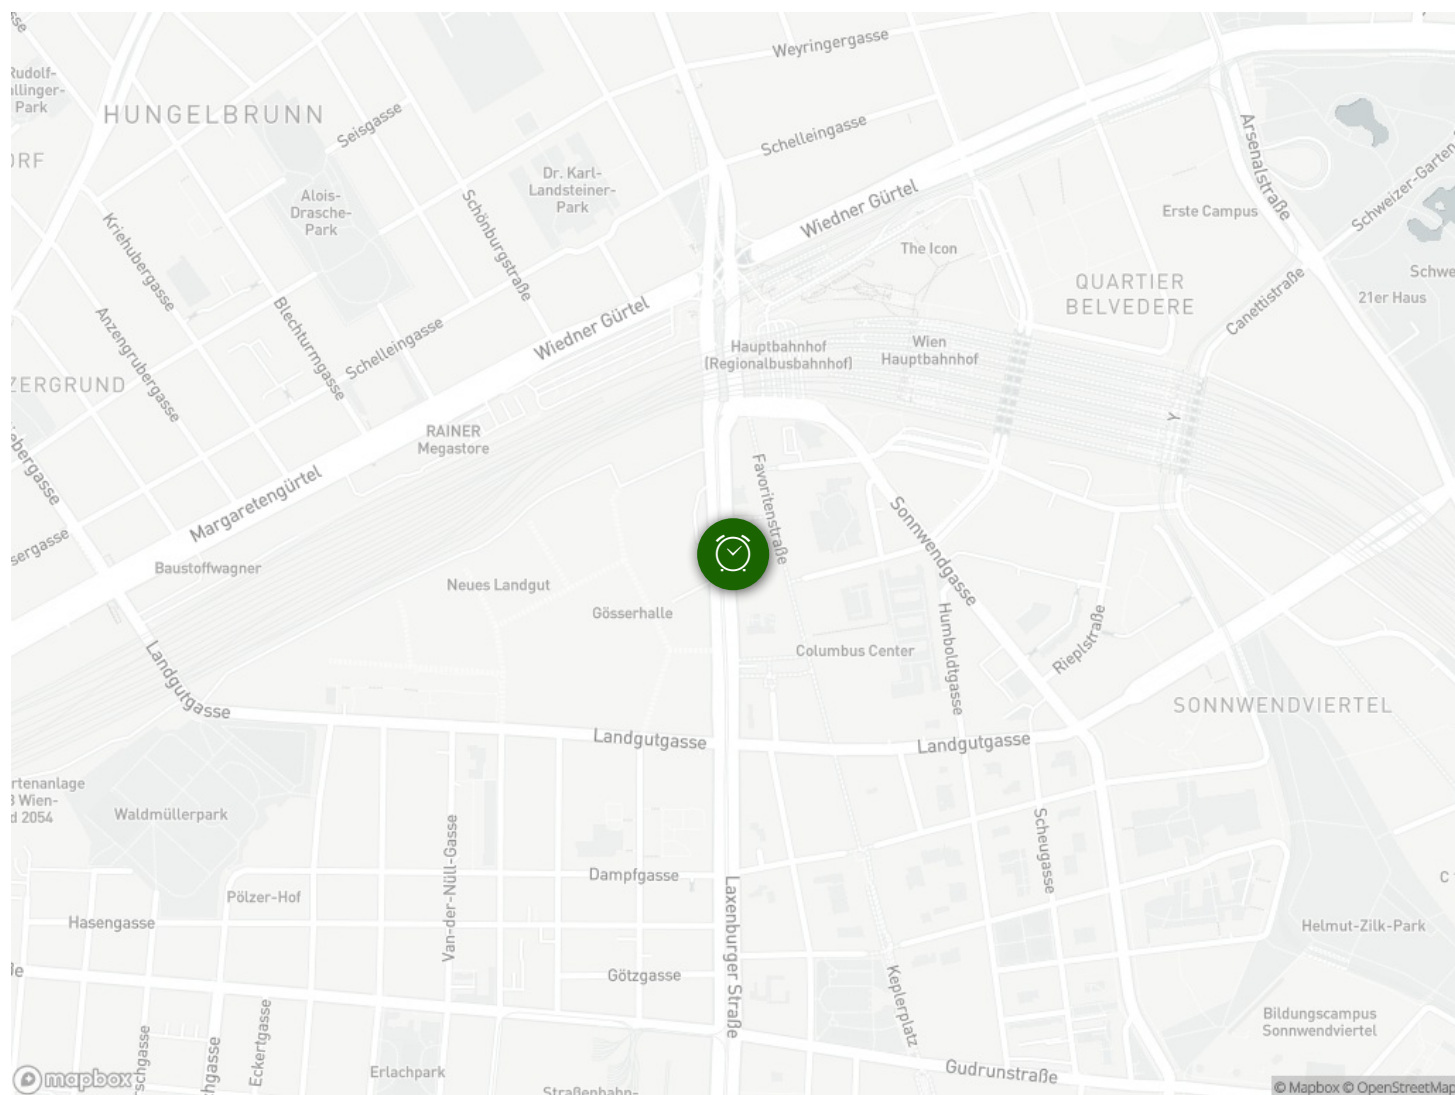 Weyringergasse
HUNGELBRUNN
Seisgasse
Schelleingasse
Arsenalstraße
Park
Dr. Karl-
Landsteiner-
Park
Alois-
Drasche-
Park
Schönburgstraße
Kriehubergasse
Wiedner Gürtel
Erste Campus
The Icon
QUARTIER
BELVEDERE
Canettistraße
21er Haus
Blechturmgasse
Anzengrubergasse
Schelleingasse
Wiedner Gürtel
Hauptbahnhof
(Regionalbusbahnhof)
Wien
Hauptbahnhof
RAINER
Megastore
Margaretengürtel
Favoritenstraße
Sonnwendgasse
Baustoffwagner
Neues Landgut
Gösserhalle
Columbus Center
Humboldtgasse
Rieplstraße
Landgutgasse
SONNWENDVIERTEL
Landgutgasse
Landgutgasse
Waldmüllerpark
Van-der-Nüll-Gasse
Dampfgasse
Scheugasse
Pölzer-Hof
Hasengasse
Laxenburger Straße
Helmut-Zilk-Park
Götzgasse
Keplerplatz
Bildungscampus
Sonnwendviertel
Eckertgasse
Erlachpark
Gudrunstraße
mapbox
© Mapbox © OpenStreetMap